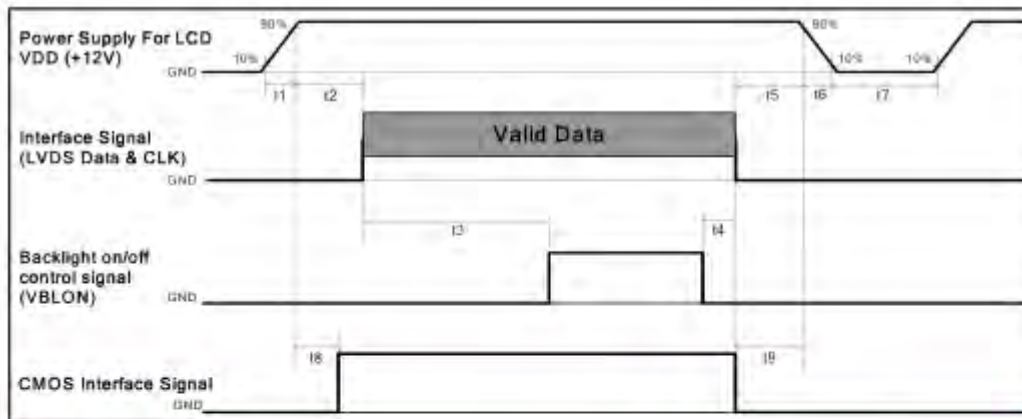 90%
90%
Power Supply For LCD
VDD (+12V)
10%
10%
10%
GND
t1
t2
t5
t6
t7
Valid Data
Interface Signal
(LVDS Data & CLK)
GND
t3
t4
Backlight on/off
control signal
(VBLON)
GND
t8
t9
CMOS Interface Signal
GND